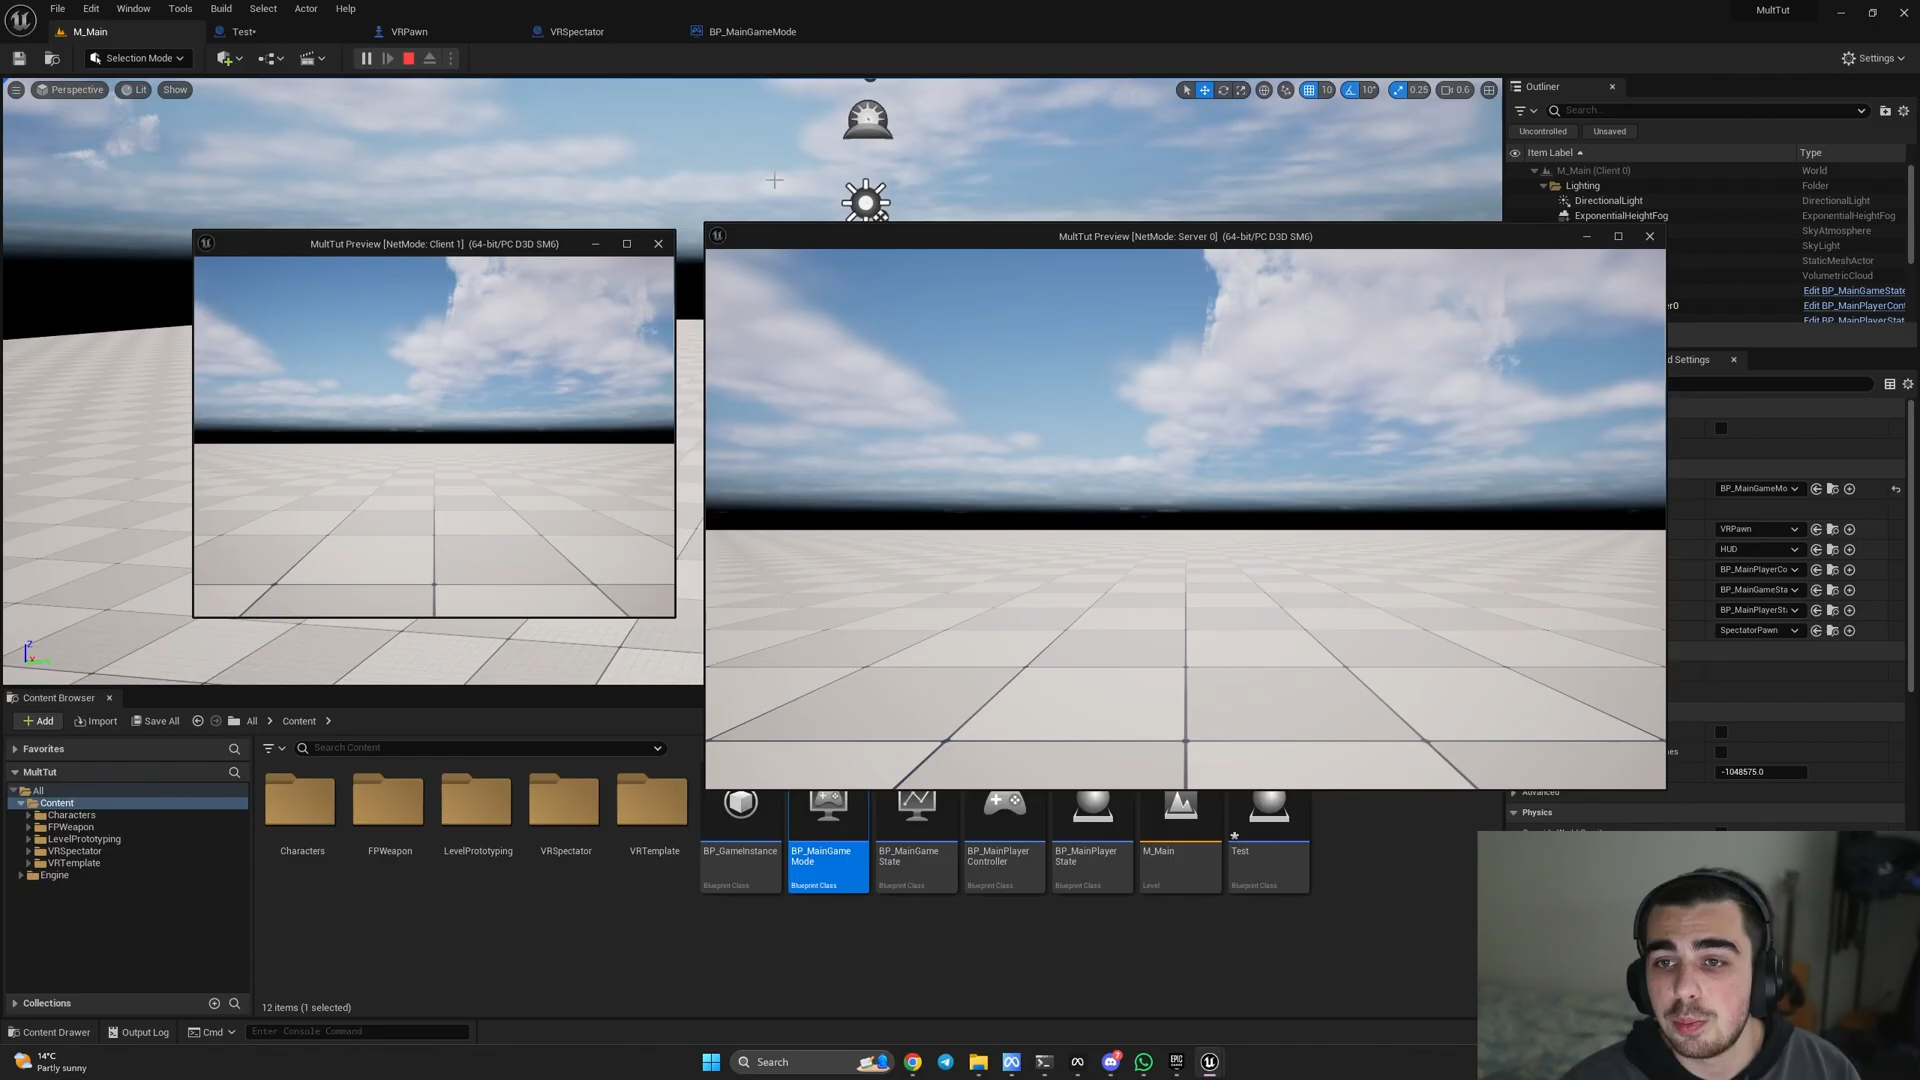 File Edit Window Tools Build Select Actor Help
MultTut
M_Main
Test*
VRPawn
VRSpectator
BP_MainGameMode
Selection Mode
Settings
Perspective
Lit
Show
10
10°
0.25
0.6
Outliner
Search...
Uncontrolled
Unsaved
Item Label
Type
M_Main (Client 0)
World
Lighting
Folder
DirectionalLight
DirectionalLight
ExponentialHeightFog
ExponentialHeightFog
SkyAtmosphere
SkyLight
StaticMeshActor
VolumetricCloud
Edit BP_MainGameState
Edit BP_MainPlayerCont
Edit BP_MainPlayerStat
MultTut Preview [NetMode: Client 1] (64-bit/PC D3D SM6)
MultTut Preview [NetMode: Server 0] (64-bit/PC D3D SM6)
d Settings
BP_MainGameMo
VRPawn
HUD
BP_MainPlayerCo
BP_MainGameSta
BP_MainPlayerSt
SpectatorPawn
-1048575.0
Advanced
Physics
Content Browser
Add
Import
Save All
All
Content
Favorites
MultTut
Search Content
All
Content
Characters
FPWeapon
LevelPrototyping
VRSpectator
VRTemplate
Engine
Characters
FPWeapon
LevelPrototyping
VRSpectator
VRTemplate
BP_GameInstance
Blueprint Class
BP_MainGame
Mode
Blueprint Class
BP_MainGame
State
Blueprint Class
BP_MainPlayer
Controller
Blueprint Class
BP_MainPlayer
State
Blueprint Class
M_Main
Level
Test
Blueprint Class
Collections
12 items (1 selected)
Content Drawer
Output Log
Cmd
Enter Console Command
14°C
Partly sunny
Search